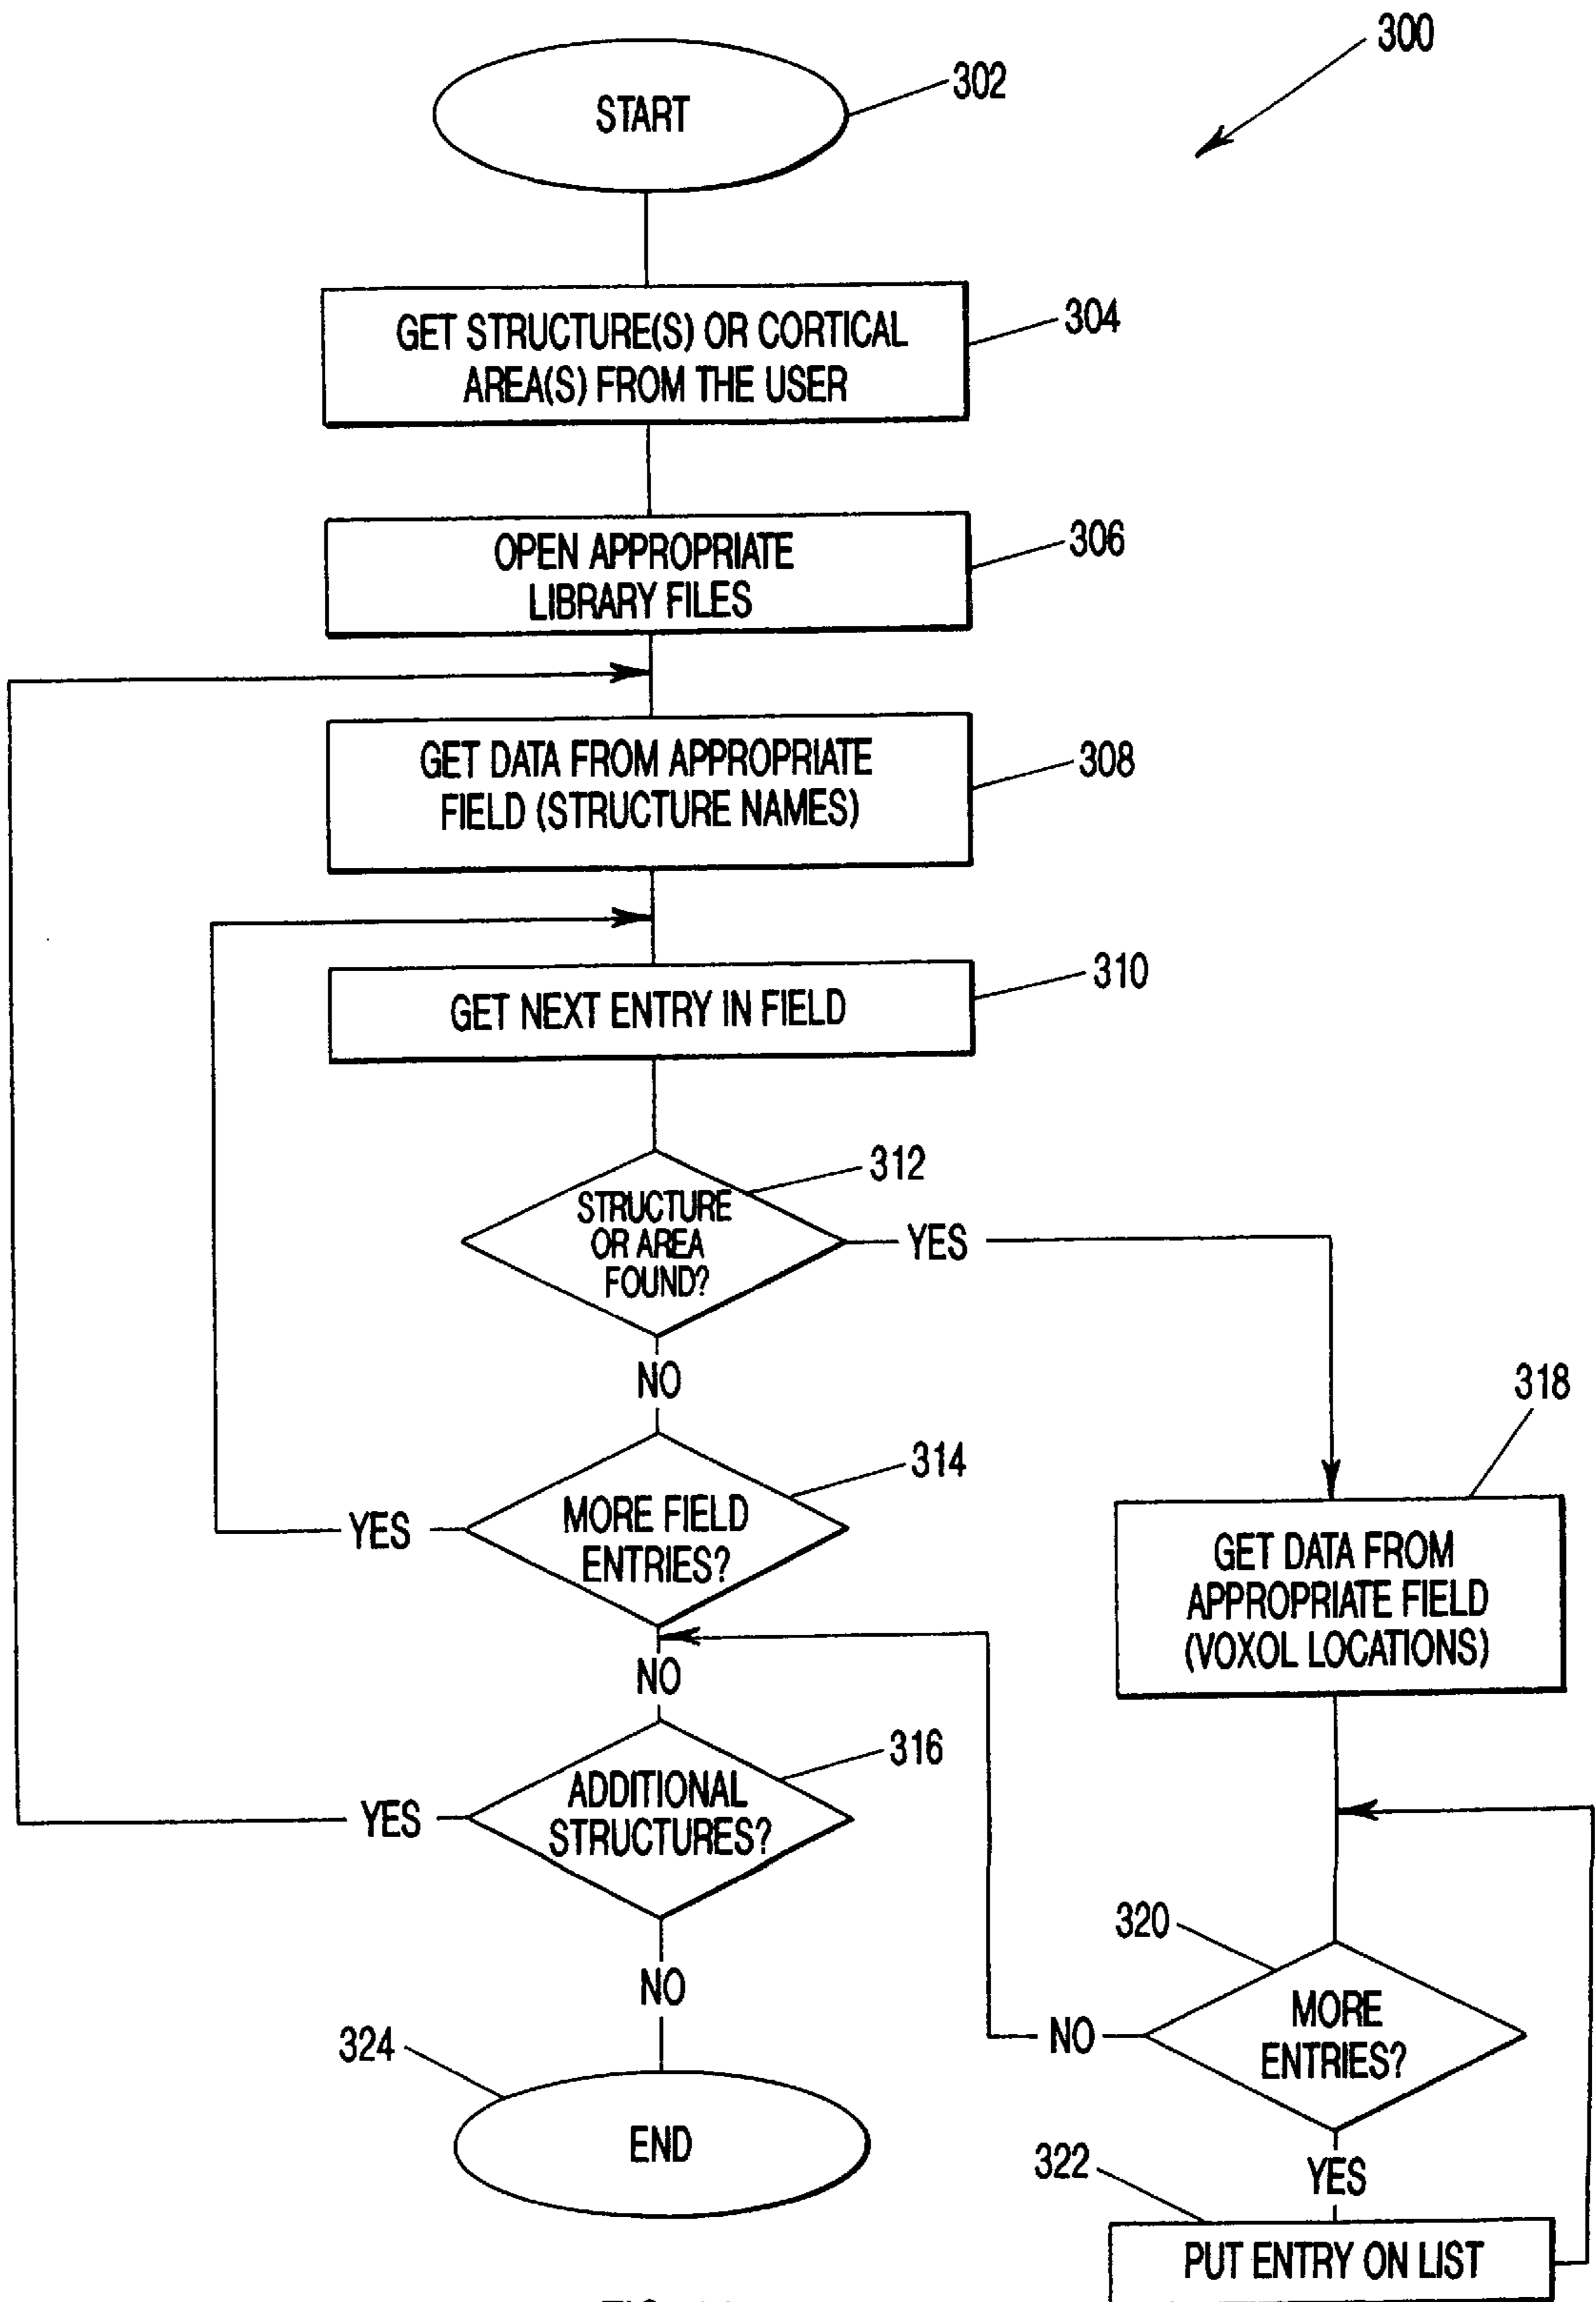 300
START
302
GET STRUCTURE(S) OR CORTICAL
AREA(S) FROM THE USER
304
OPEN APPROPRIATE
LIBRARY FILES
306
GET DATA FROM APPROPRIATE
FIELD (STRUCTURE NAMES)
308
GET NEXT ENTRY IN FIELD
310
STRUCTURE
OR AREA
FOUND?
312
YES
NO
MORE FIELD
ENTRIES?
314
YES
NO
318
GET DATA FROM
APPROPRIATE FIELD
(VOXOL LOCATIONS)
ADDITIONAL
STRUCTURES?
316
YES
NO
320
MORE
ENTRIES?
NO
YES
324
END
322
PUT ENTRY ON LIST